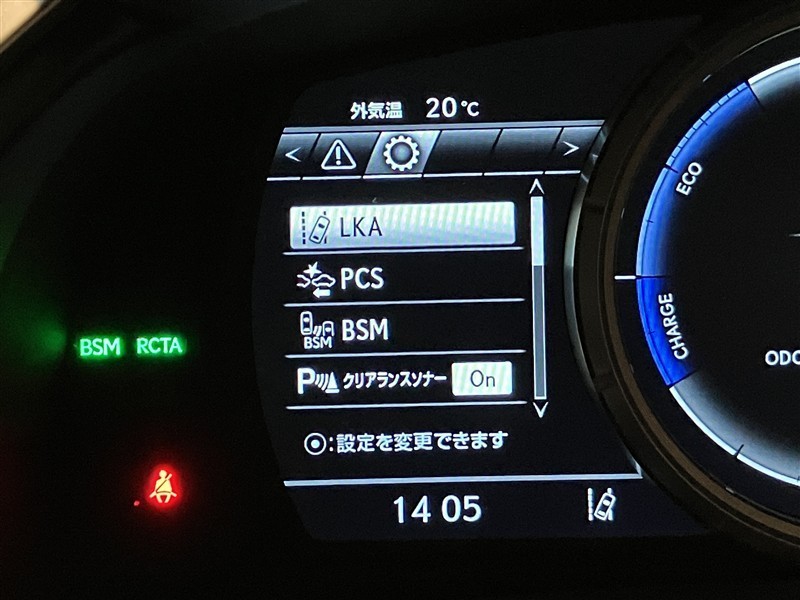 外気温 20℃
LKA
PCS
BSM
BSM
P クリアランスソナー On
:設定を変更できます
14 05
BSM RCTA
ECO
CHARGE
ODO